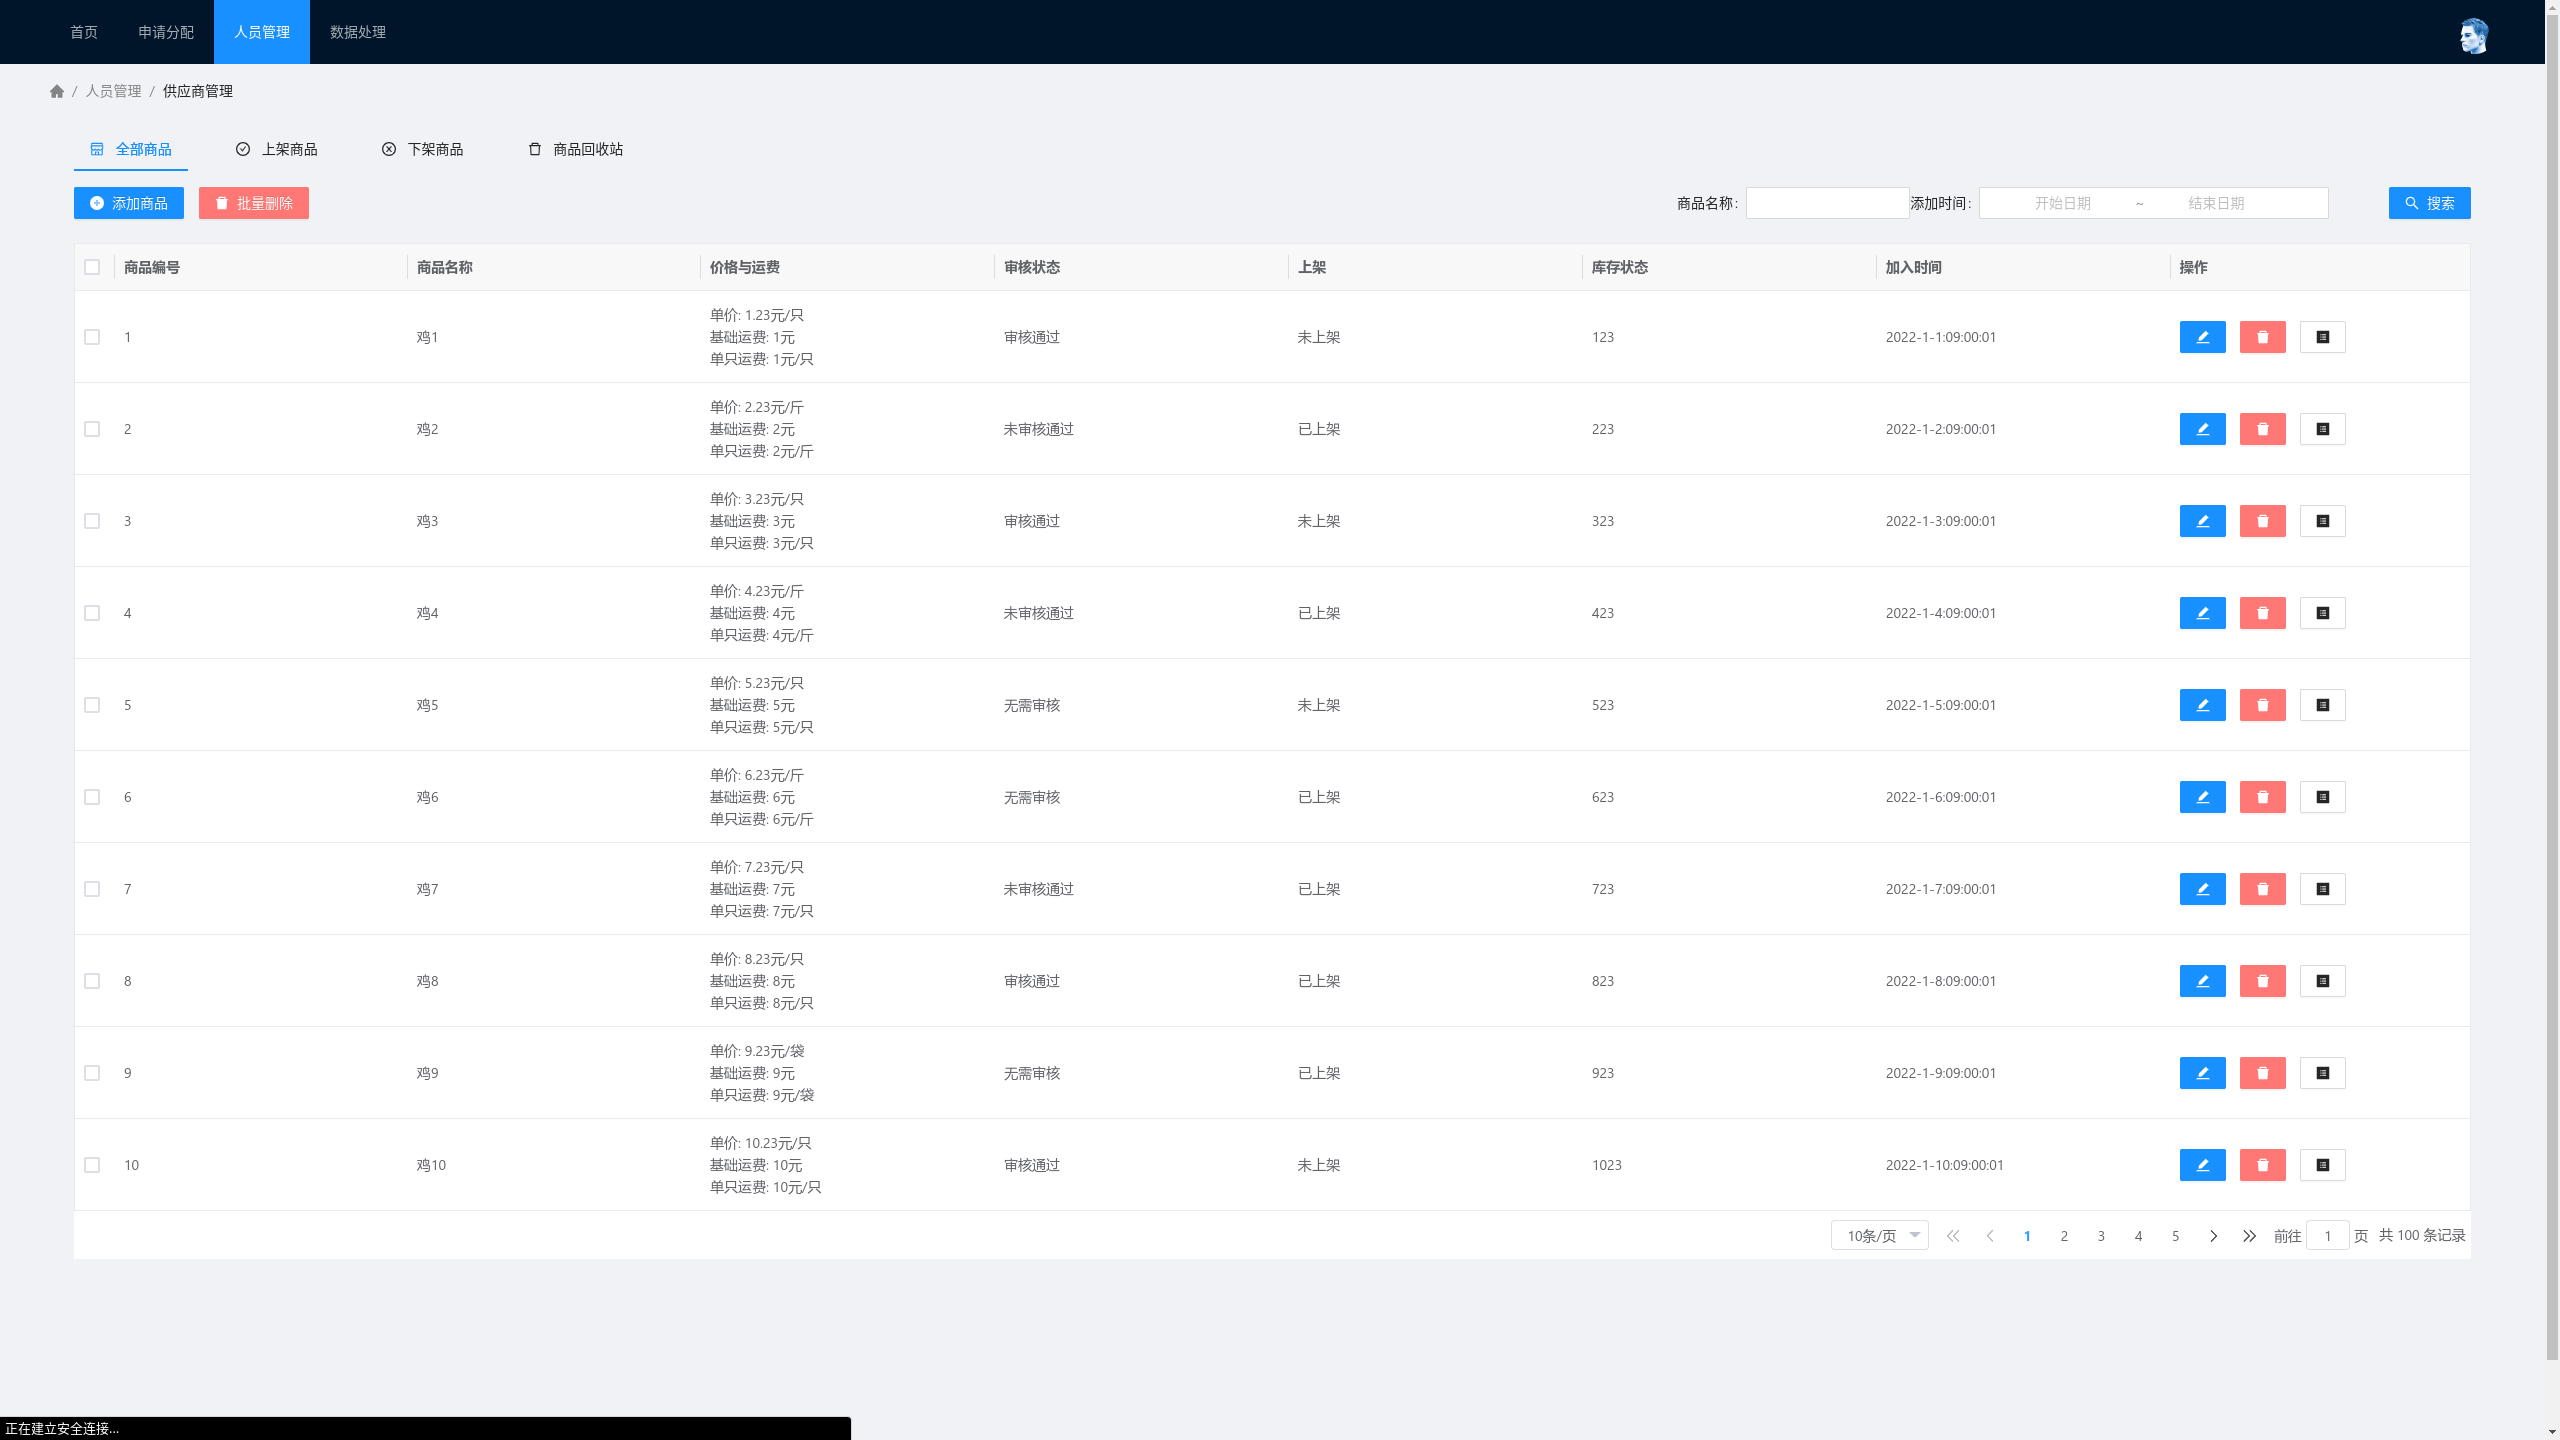 首页 申请分配 人员管理 数据处理
/ 人员管理 / 供应商管理
全部商品 上架商品 下架商品 商品回收站
添加商品 批量删除 商品名称: 添加时间: 开始日期 ~ 结束日期 搜索
商品编号 商品名称 价格与运费 审核状态 上架 库存状态 加入时间 操作
单价: 1.23元/只
1 鸡1 基础运费: 1元 审核通过 未上架 123 2022-1-1:09:00:01
单只运费: 1元/只
单价: 2.23元/斤
2 鸡2 基础运费: 2元 未审核通过 已上架 223 2022-1-2:09:00:01
单只运费: 2元/斤
单价: 3.23元/只
3 鸡3 基础运费: 3元 审核通过 未上架 323 2022-1-3:09:00:01
单只运费: 3元/只
单价: 4.23元/斤
4 鸡4 基础运费: 4元 未审核通过 已上架 423 2022-1-4:09:00:01
单只运费: 4元/斤
单价: 5.23元/只
5 鸡5 基础运费: 5元 无需审核 未上架 523 2022-1-5:09:00:01
单只运费: 5元/只
单价: 6.23元/斤
6 鸡6 基础运费: 6元 无需审核 已上架 623 2022-1-6:09:00:01
单只运费: 6元/斤
单价: 7.23元/只
7 鸡7 基础运费: 7元 未审核通过 已上架 723 2022-1-7:09:00:01
单只运费: 7元/只
单价: 8.23元/只
8 鸡8 基础运费: 8元 审核通过 已上架 823 2022-1-8:09:00:01
单只运费: 8元/只
单价: 9.23元/袋
9 鸡9 基础运费: 9元 无需审核 已上架 923 2022-1-9:09:00:01
单只运费: 9元/袋
单价: 10.23元/只
10 鸡10 基础运费: 10元 审核通过 未上架 1023 2022-1-10:09:00:01
单只运费: 10元/只
10条/页 1 2 3 4 5 前往 1 页 共 100 条记录
正在建立安全连接...